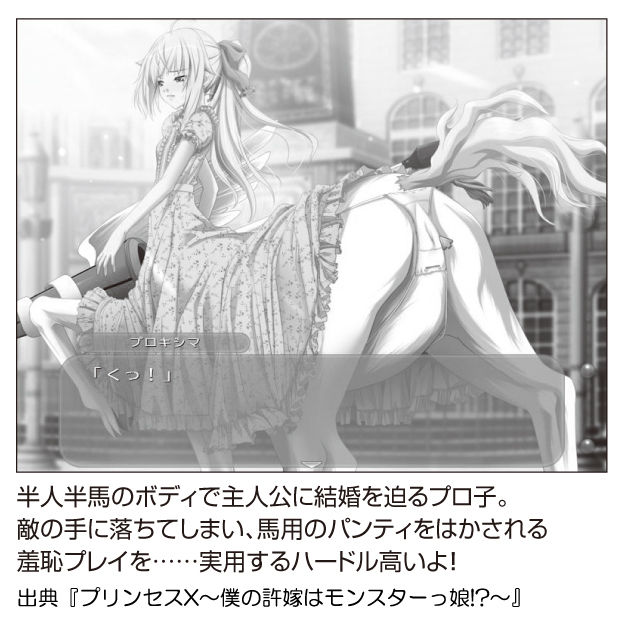 プロキシマ
「くっ！」
半人半馬のボディで主人公に結婚を迫るプロ子。
敵の手に落ちてしまい、馬用のパンティをはかされる
羞恥プレイを……実用するハードル高いよ!
出典『プリンセスX〜僕の許嫁はモンスターっ娘!?〜』